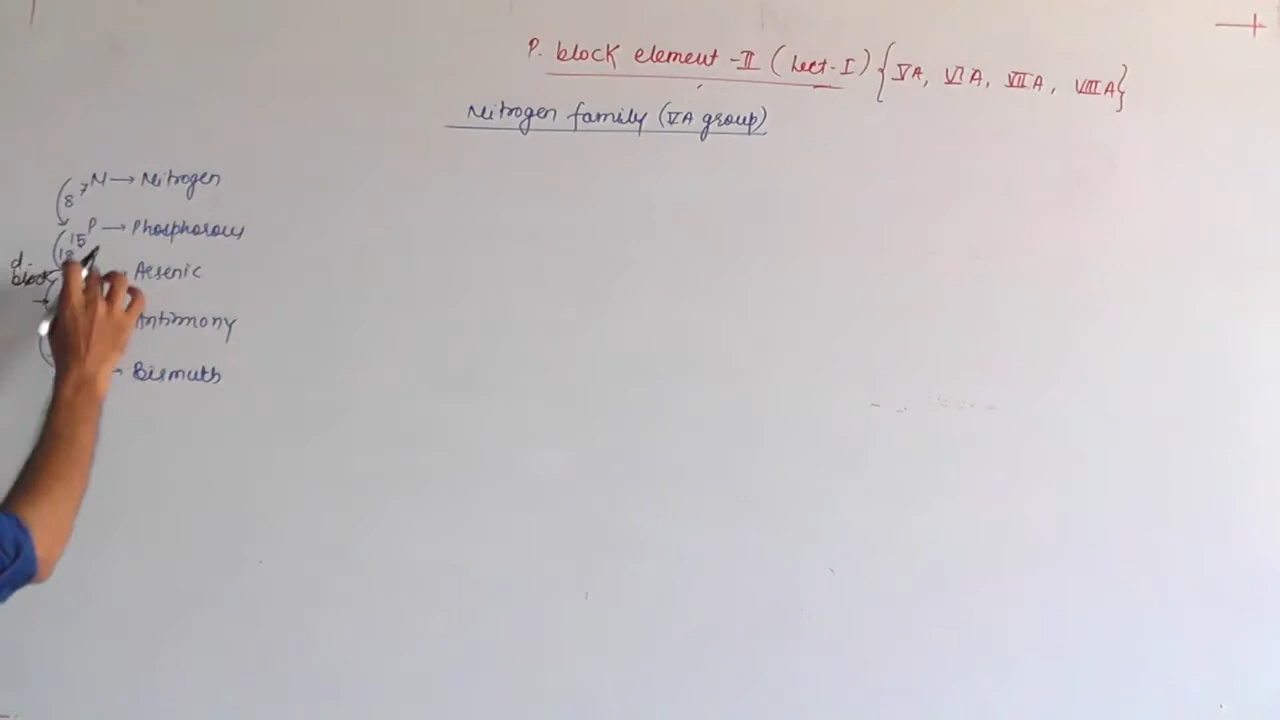 P. block element -II (Lect-I) {VA, VIA, VIIA, VIIIA}
Nitrogen family (VA group)
7N → Nitrogen
8
15P → Phosphorous
18
d-
block
Arsenic
Antimony
Bismuth